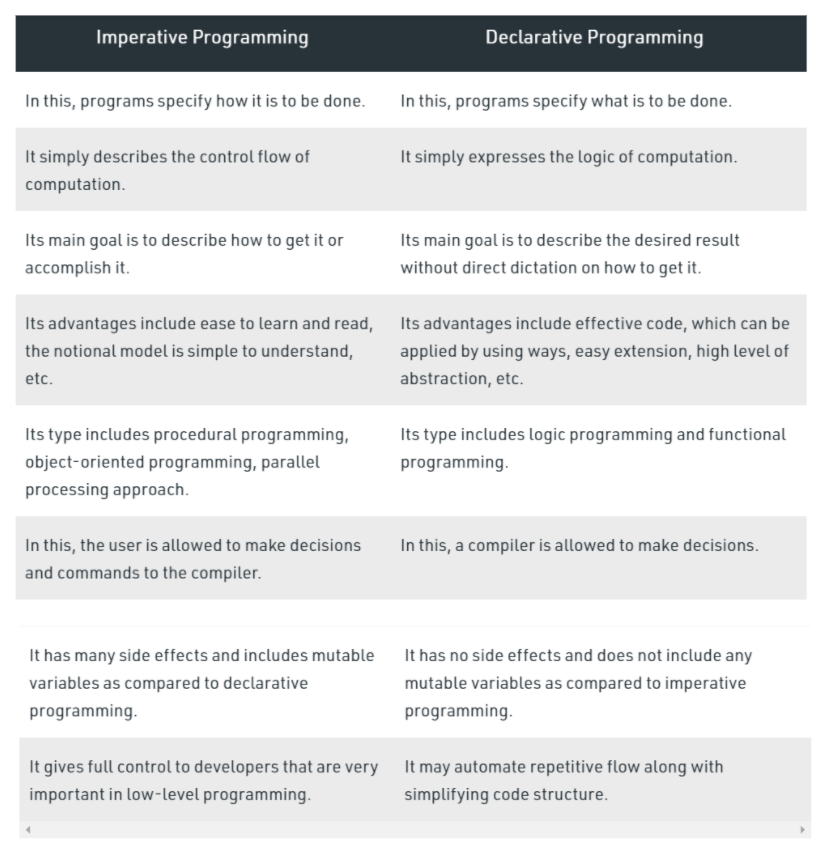 Imperative Programming
Declarative Programming
In this, programs specify how it is to be done.
In this, programs specify what is to be done.
It simply describes the control flow of
computation.
It simply expresses the logic of computation.
Its main goal is to describe how to get it or
accomplish it.
Its main goal is to describe the desired result
without direct dictation on how to get it.
Its advantages include ease to learn and read,
the notional model is simple to understand,
etc.
Its advantages include effective code, which can be
applied by using ways, easy extension, high level of
abstraction, etc.
Its type includes procedural programming,
object-oriented programming, parallel
processing approach.
Its type includes logic programming and functional
programming.
In this, the user is allowed to make decisions
and commands to the compiler.
In this, a compiler is allowed to make decisions.
It has many side effects and includes mutable
variables as compared to declarative
programming.
It has no side effects and does not include any
mutable variables as compared to imperative
programming.
It gives full control to developers that are very
important in low-level programming.
It may automate repetitive flow along with
simplifying code structure.